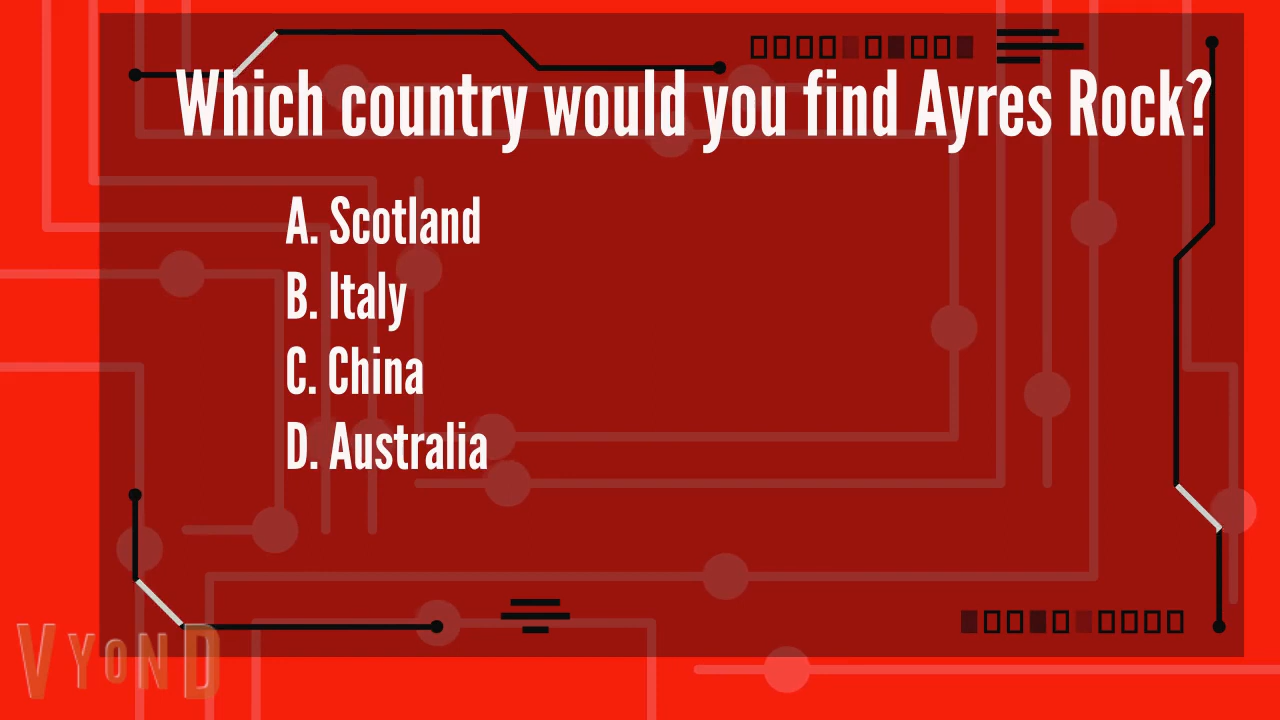 Which country would you find Ayres Rock?
A. Scotland
B. Italy
C. China
D. Australia
VYOND